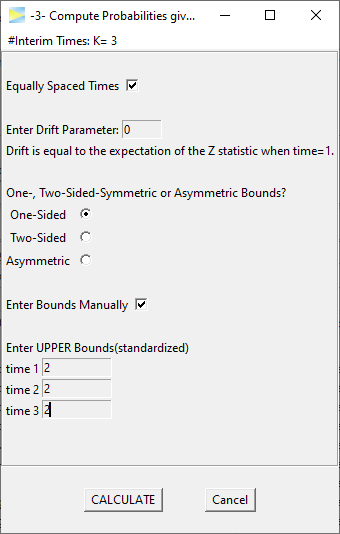 -3- Compute Probabilities giv...
#Interim Times: K= 3
Equally Spaced Times
Enter Drift Parameter: 0
Drift is equal to the expectation of the Z statistic when time=1.
One-, Two-Sided-Symmetric or Asymmetric Bounds?
One-Sided
Two-Sided
Asymmetric
Enter Bounds Manually
Enter UPPER Bounds(standardized)
time 1 2
time 2 2
time 3 2
CALCULATE Cancel